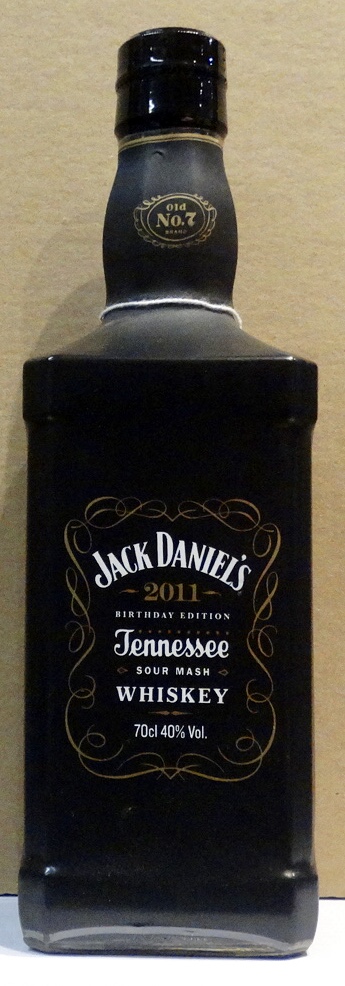 Old
No.7
BRAND
JACK DANIEL'S
2011
BIRTHDAY EDITION
Tennessee
SOUR MASH
WHISKEY
70cl 40% Vol.